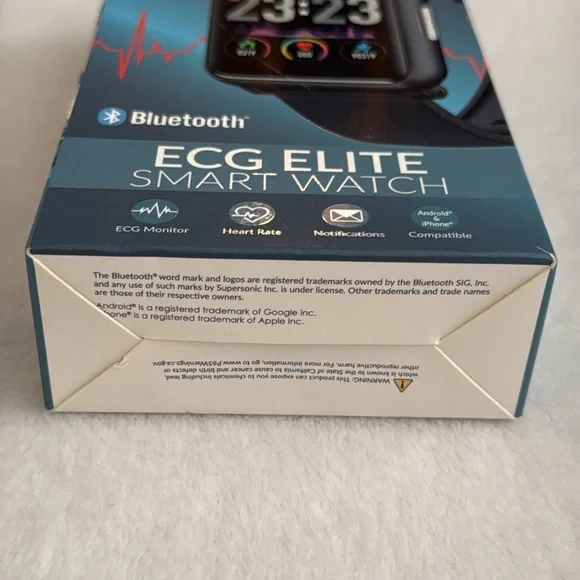 23:23
Bluetooth®
ECG ELITE
SMART WATCH
ECG Monitor
Heart Rate
Notifications
Android®
&
iPhone®
Compatible
The Bluetooth® word mark and logos are registered trademarks owned by the Bluetooth SIG, Inc.
and any use of such marks by Supersonic Inc. is under license. Other trademarks and trade names
are those of their respective owners.
Android® is a registered trademark of Google Inc.
hone® is a registered trademark of Apple Inc.
WARNING: This product can expose you to chemicals including lead,
which is known to the State of California to cause cancer and birth defects or
other reproductive harm. For more information, go to www.P65Warnings.ca.gov.